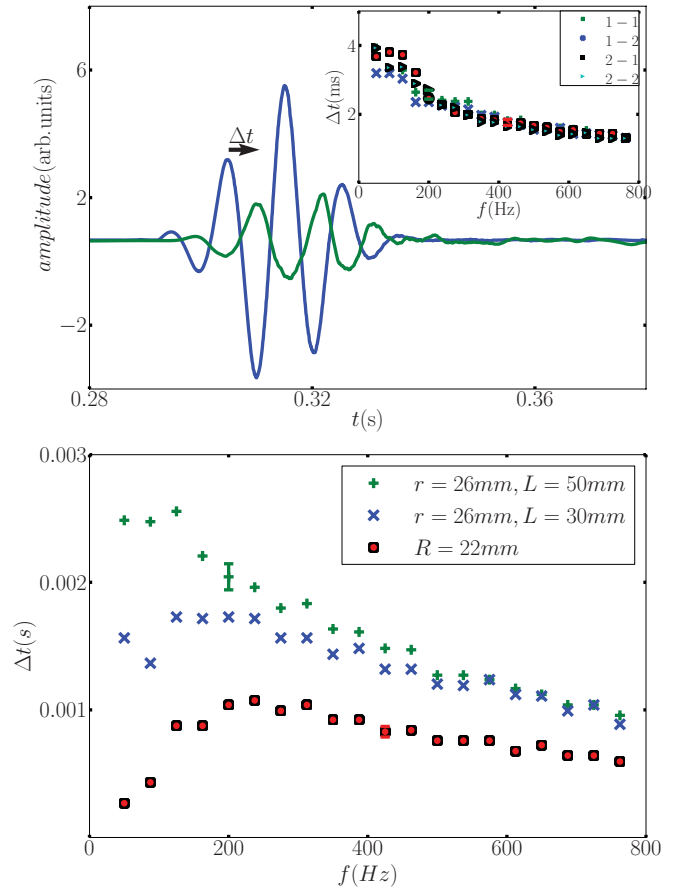 6
2
−2
amplitude(arb.units)
Δt
0.28
0.32
0.36
t(s)
4
2
Δt(ms)
0
200
400
600
800
f(Hz)
1 − 1
1 − 2
2 − 1
2 − 2
0.003
0.002
0.001
Δt(s)
r = 26mm, L = 50mm
r = 26mm, L = 30mm
R = 22mm
0
200
400
600
800
f(Hz)